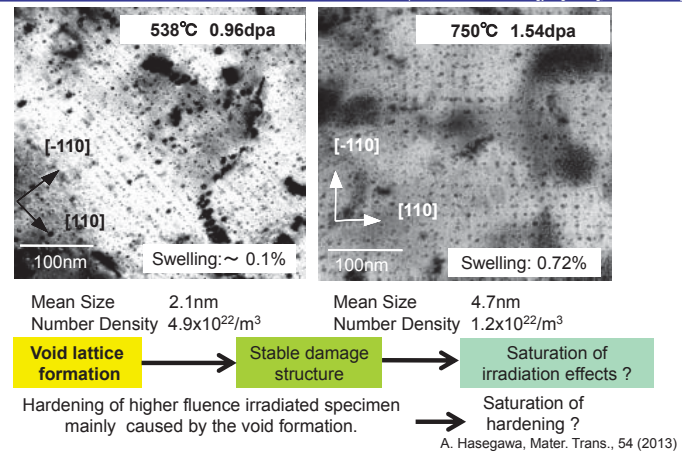 538℃ 0.96dpa
[-110]
[110]
100nm
Swelling:～ 0.1%
750℃ 1.54dpa
[-110]
[110]
100nm
Swelling: 0.72%
Mean Size 2.1nm
Number Density 4.9x10²²/m³
Mean Size 4.7nm
Number Density 1.2x10²²/m³
Void lattice
formation
Stable damage
structure
Saturation of
irradiation effects ?
Hardening of higher fluence irradiated specimen
mainly caused by the void formation.
Saturation of
hardening ?
A. Hasegawa, Mater. Trans., 54 (2013)